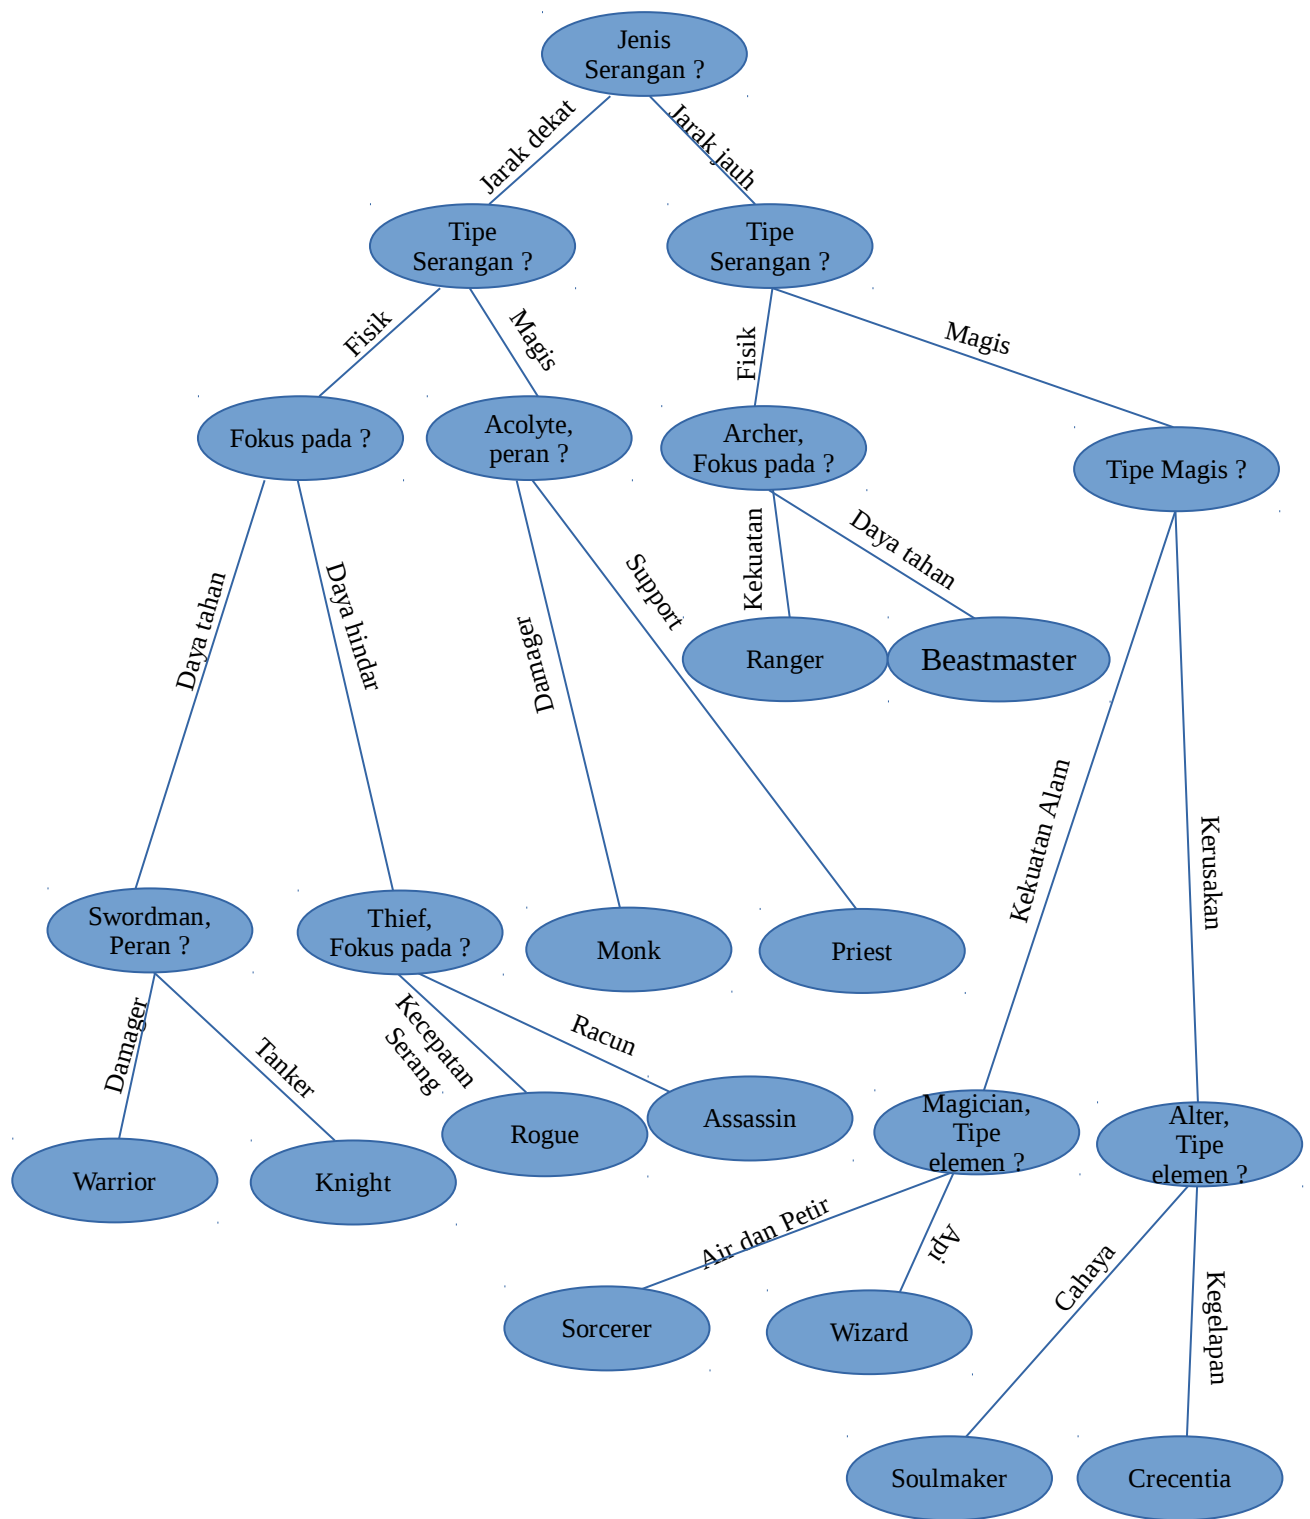 Jenis
Serangan ?
Jarak dekat
Jarak jauh
Tipe
Serangan ?
Tipe
Serangan ?
Fisik
Magis
Fisik
Magis
Fokus pada ?
Acolyte,
peran ?
Archer,
Fokus pada ?
Tipe Magis ?
Daya tahan
Daya hindar
Damager
Support
Kekuatan
Daya tahan
Ranger
Beastmaster
Kekuatan Alam
Kerusakan
Swordman,
Peran ?
Thief,
Fokus pada ?
Monk
Priest
Damager
Tanker
Kecepatan
Serang
Racun
Warrior
Knight
Rogue
Assassin
Magician,
Tipe
elemen ?
Alter,
Tipe
elemen ?
Air dan Petir
Api
Cahaya
Kegelapan
Sorcerer
Wizard
Soulmaker
Crecentia